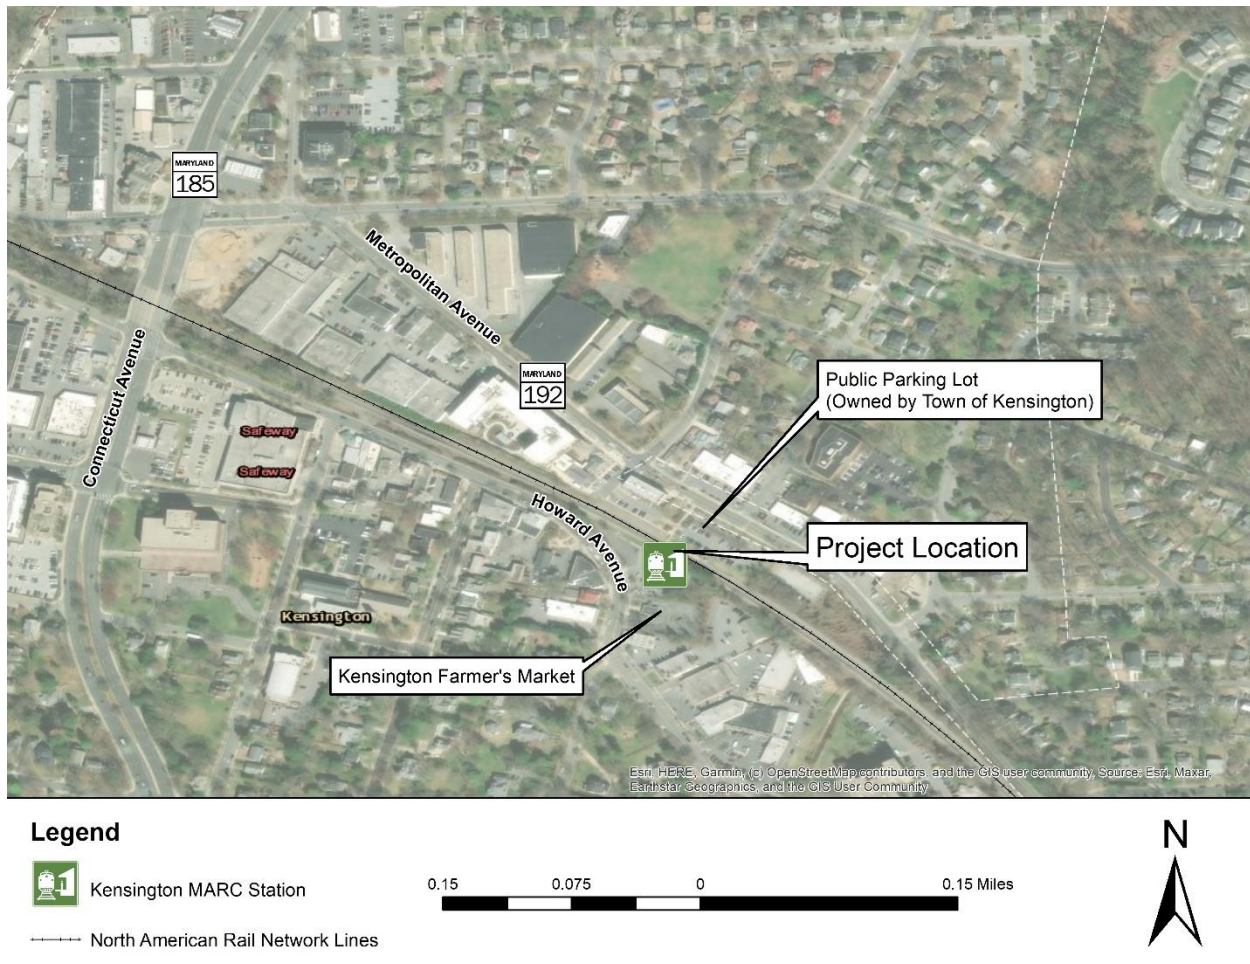 MARYLAND
185
Metropolitan Avenue
Connecticut Avenue
MARYLAND
192
Public Parking Lot
(Owned by Town of Kensington)
Safeway
Safeway
Howard Avenue
Project Location
Kensington
Kensington Farmer's Market
Esri, HERE, Garmin, (c) OpenStreetMap contributors, and the GIS user community, Source: Esri, Maxar,
Earthstar Geographics, and the GIS User Community
Legend
N
Kensington MARC Station
0.15 0.075 0 0.15 Miles
North American Rail Network Lines